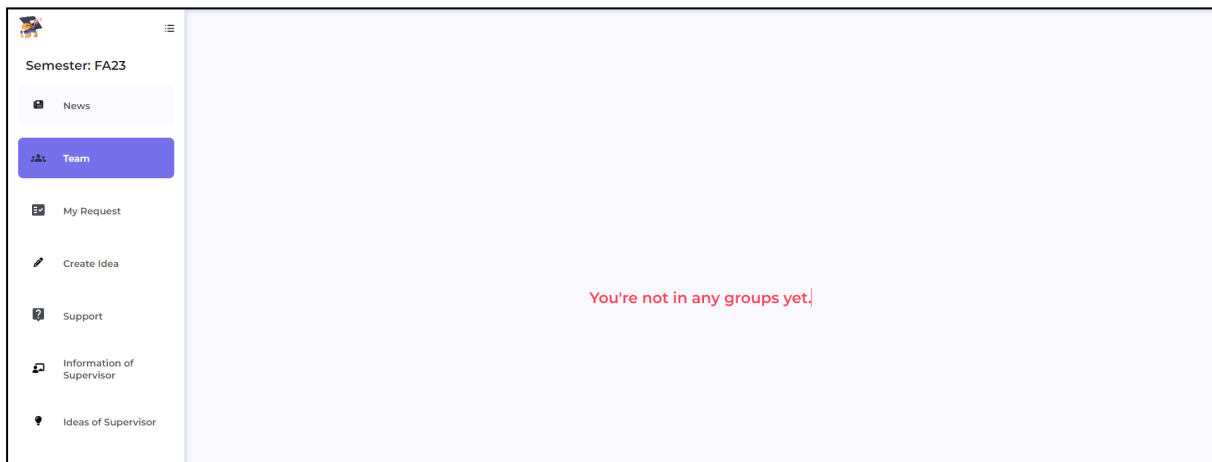 Semester: FA23
News
Team
My Request
Create Idea
Support
Information of
Supervisor
Ideas of Supervisor
You're not in any groups yet.